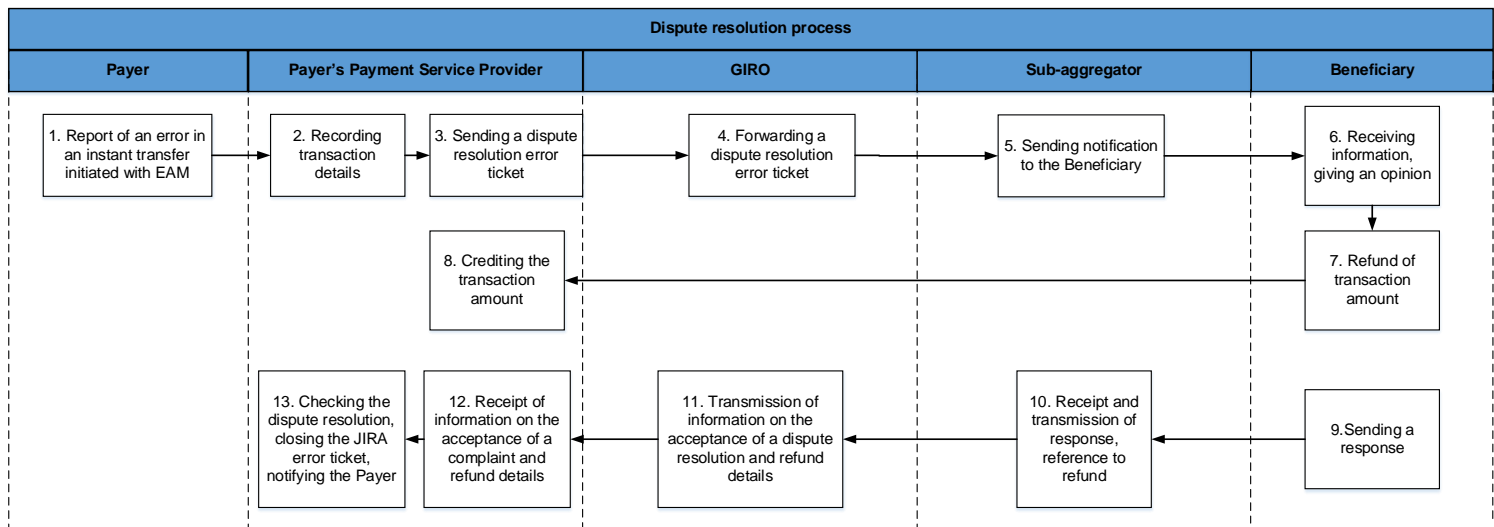 Dispute resolution process
Payer
Payer's Payment Service Provider
GIRO
Sub-aggregator
Beneficiary
1. Report of an error in
an instant transfer
initiated with EAM
2. Recording
transaction
details
3. Sending a dispute
resolution error
ticket
4. Forwarding a
dispute resolution
error ticket
5. Sending notification
to the Beneficiary
6. Receiving
information,
giving an opinion
8. Crediting the
transaction
amount
7. Refund of
transaction
amount
13. Checking the
dispute resolution,
closing the JIRA
error ticket,
notifying the Payer
12. Receipt of
information on the
acceptance of a
complaint and
refund details
11. Transmission of
information on the
acceptance of a dispute
resolution and refund
details
10. Receipt and
transmission of
response,
reference to
refund
9.Sending a
response